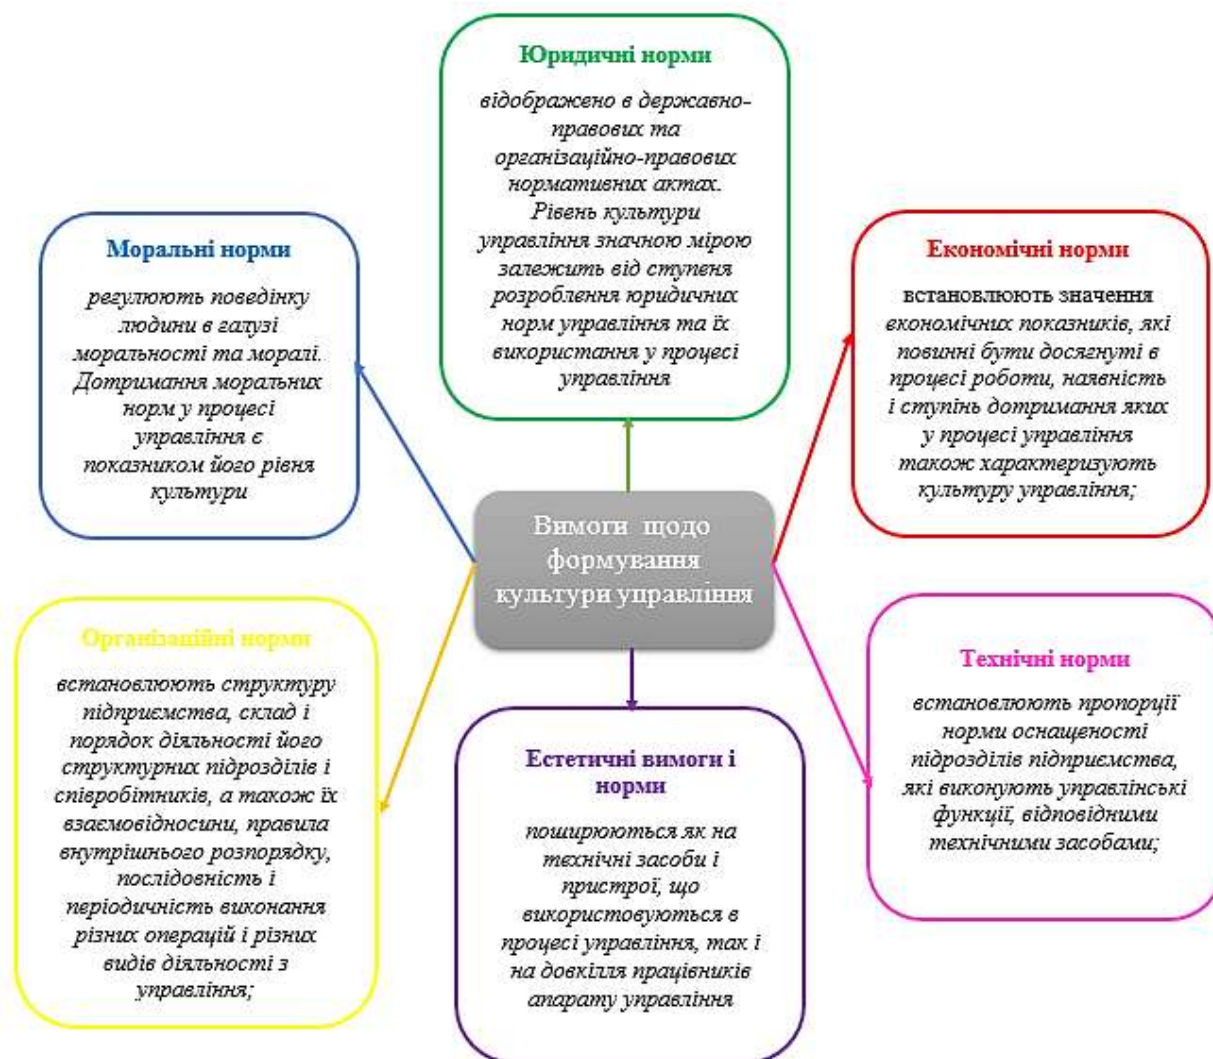 Юридичні норми
відображено в державно-
правових та
організаційно-правових
нормативних актах.
Рівень культури
управління значною мірою
залежить від ступеня
розроблення юридичних
норм управління та їх
використання у процесі
управління
Моральні норми
регулюють поведінку
людини в галузі
моральності та моралі.
Дотримання моральних
норм у процесі
управління є
показником його рівня
культури
Економічні норми
встановлюють значення
економічних показників, які
повинні бути досягнуті в
процесі роботи, наявність
і ступінь дотримання яких
у процесі управління
також характеризують
культуру управління;
Вимоги щодо
формування
культури управління
Організаційні норми
встановлюють структуру
підприємства, склад і
порядок діяльності його
структурних підрозділів і
співробітників, а також їх
взаємовідносини, правила
внутрішнього розпорядку,
послідовність і
періодичність виконання
різних операцій і різних
видів діяльності з
управління;
Естетичні вимоги і
норми
поширюються як на
технічні засоби і
пристрої, що
використовуються в
процесі управління, так і
на довкілля працівників
апарату управління
Технічні норми
встановлюють пропорції
норми оснащеності
підрозділів підприємства,
які виконують управлінські
функції, відповідними
технічними засобами;